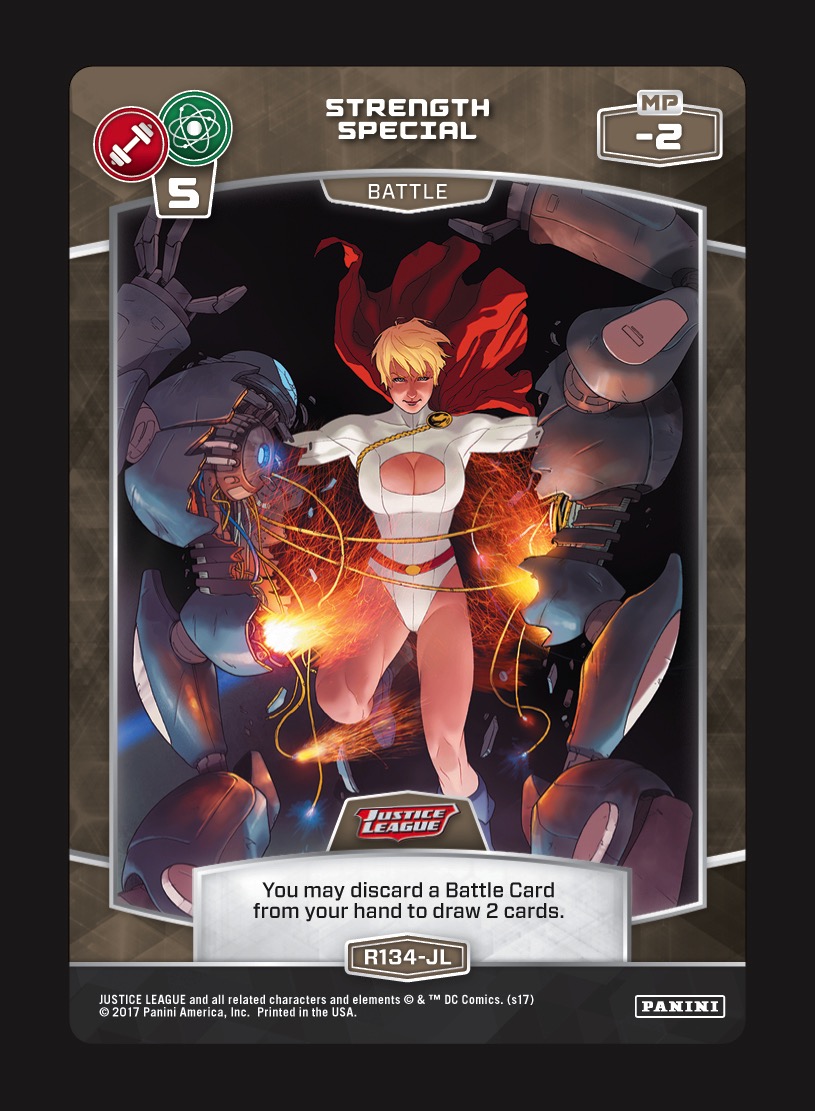 STRENGTH
SPECIAL
MP
-2
5
BATTLE
JUSTICE
LEAGUE
You may discard a Battle Card
from your hand to draw 2 cards.
R134-JL
JUSTICE LEAGUE and all related characters and elements © & ™ DC Comics. (s17)
© 2017 Panini America, Inc. Printed in the USA.
PANINI